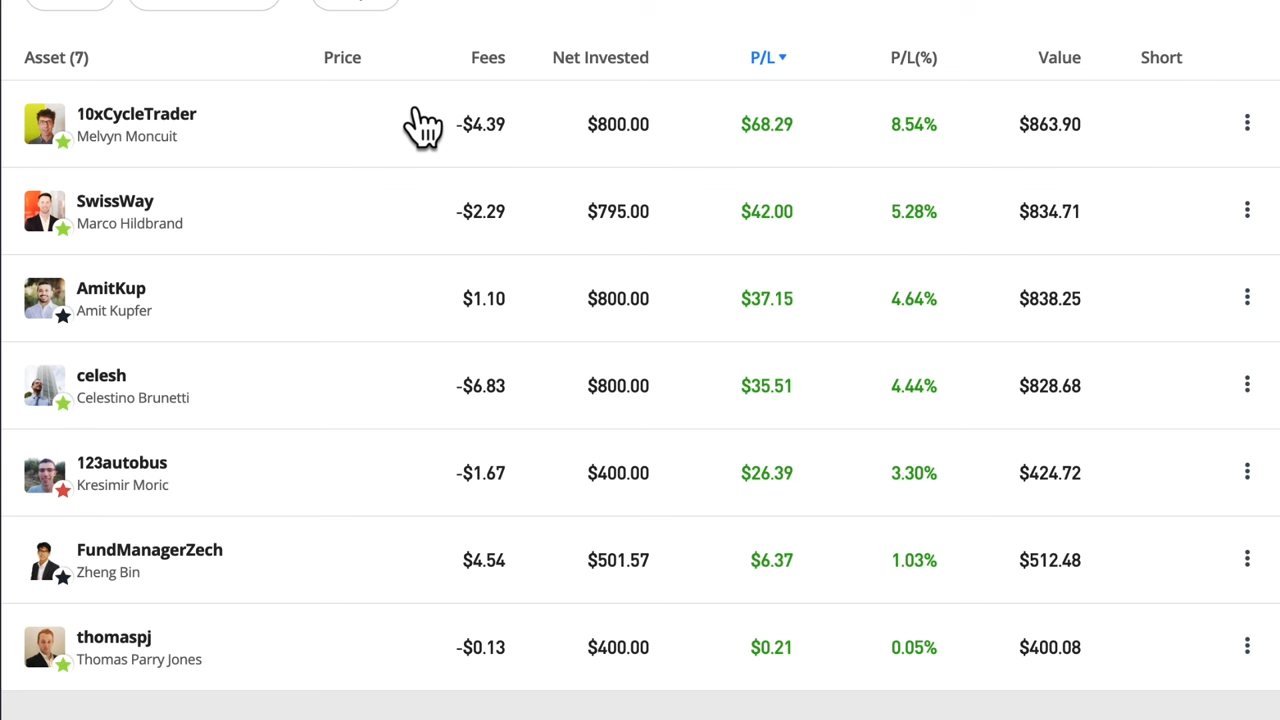 Asset (7) Price Fees Net Invested P/L▾ P/L(%) Value Short
10xCycleTrader
Melvyn Moncuit
-$4.39 $800.00 $68.29 8.54% $863.90
SwissWay
Marco Hildbrand
-$2.29 $795.00 $42.00 5.28% $834.71
AmitKup
Amit Kupfer
$1.10 $800.00 $37.15 4.64% $838.25
celesh
Celestino Brunetti
-$6.83 $800.00 $35.51 4.44% $828.68
123autobus
Kresimir Moric
-$1.67 $400.00 $26.39 3.30% $424.72
FundManagerZech
Zheng Bin
$4.54 $501.57 $6.37 1.03% $512.48
thomaspj
Thomas Parry Jones
-$0.13 $400.00 $0.21 0.05% $400.08